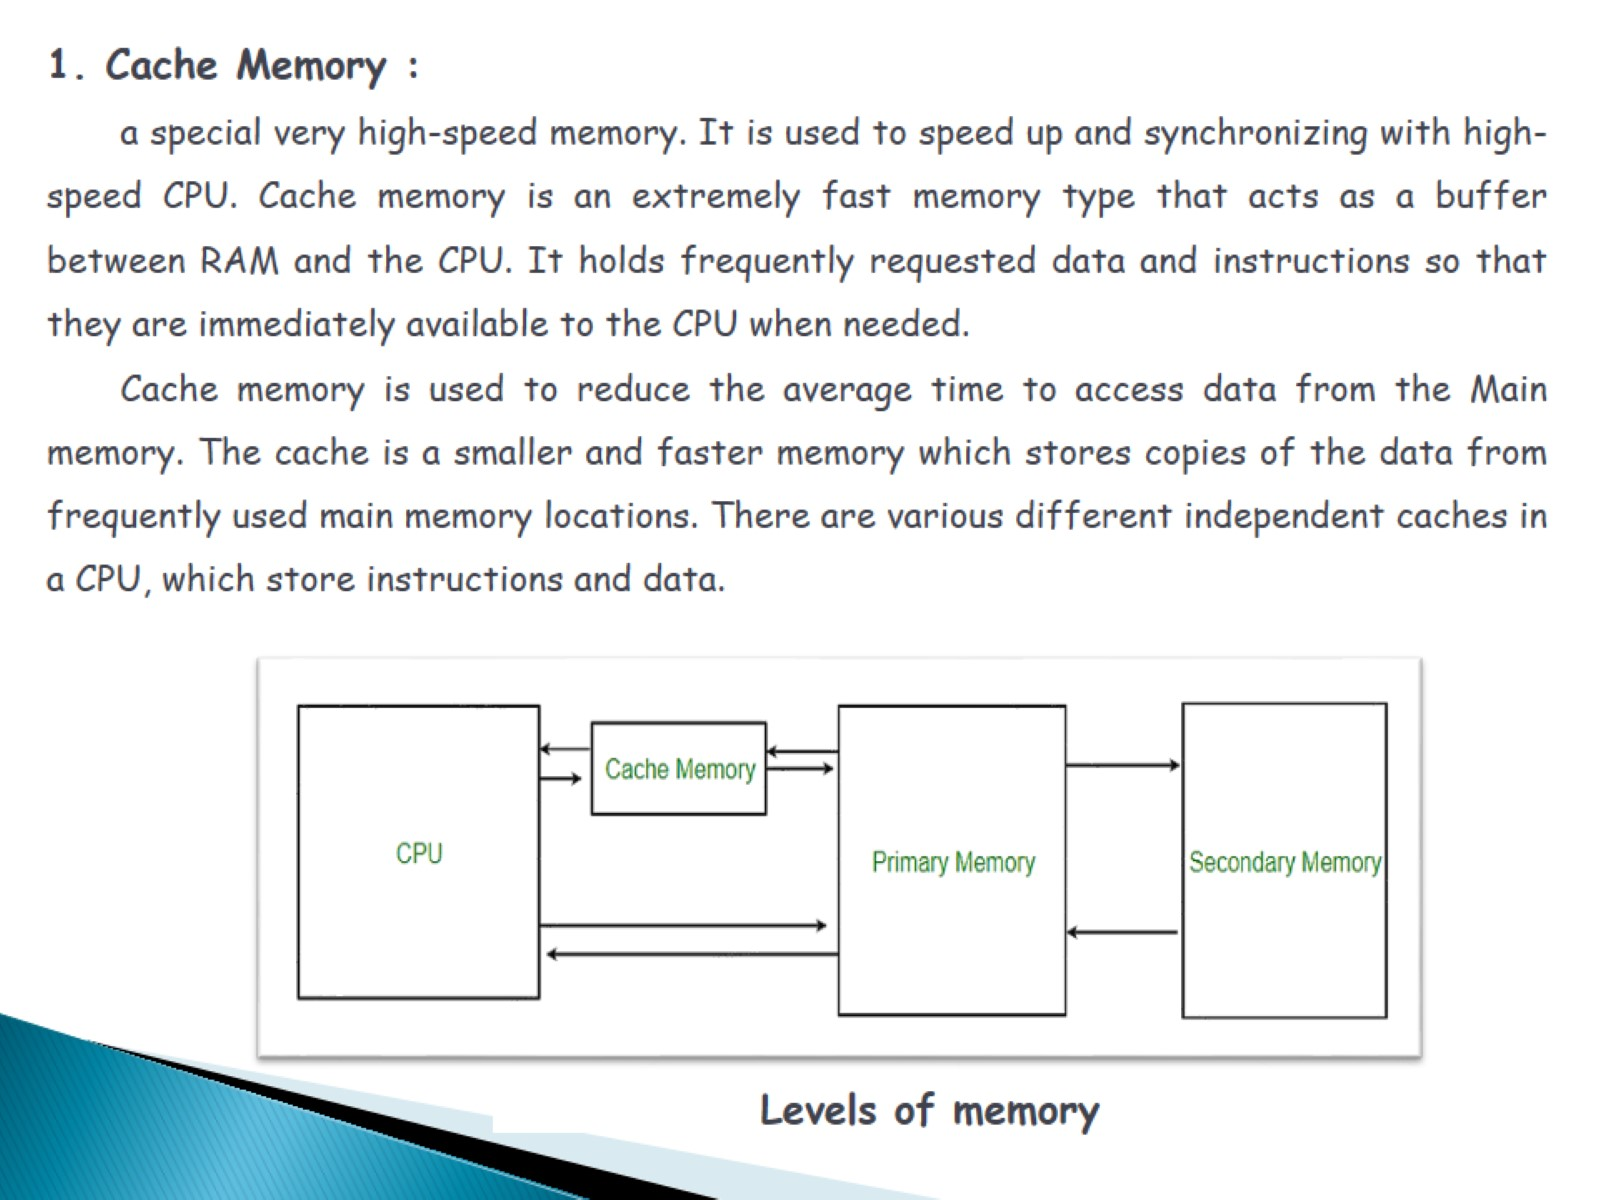 1. Cache Memory :
a special very high-speed memory. It is used to speed up and synchronizing with high-
speed CPU. Cache memory is an extremely fast memory type that acts as a buffer
between RAM and the CPU. It holds frequently requested data and instructions so that
they are immediately available to the CPU when needed.
Cache memory is used to reduce the average time to access data from the Main
memory. The cache is a smaller and faster memory which stores copies of the data from
frequently used main memory locations. There are various different independent caches in
a CPU, which store instructions and data.
CPU
Cache Memory
Primary Memory
Secondary Memory
Levels of memory